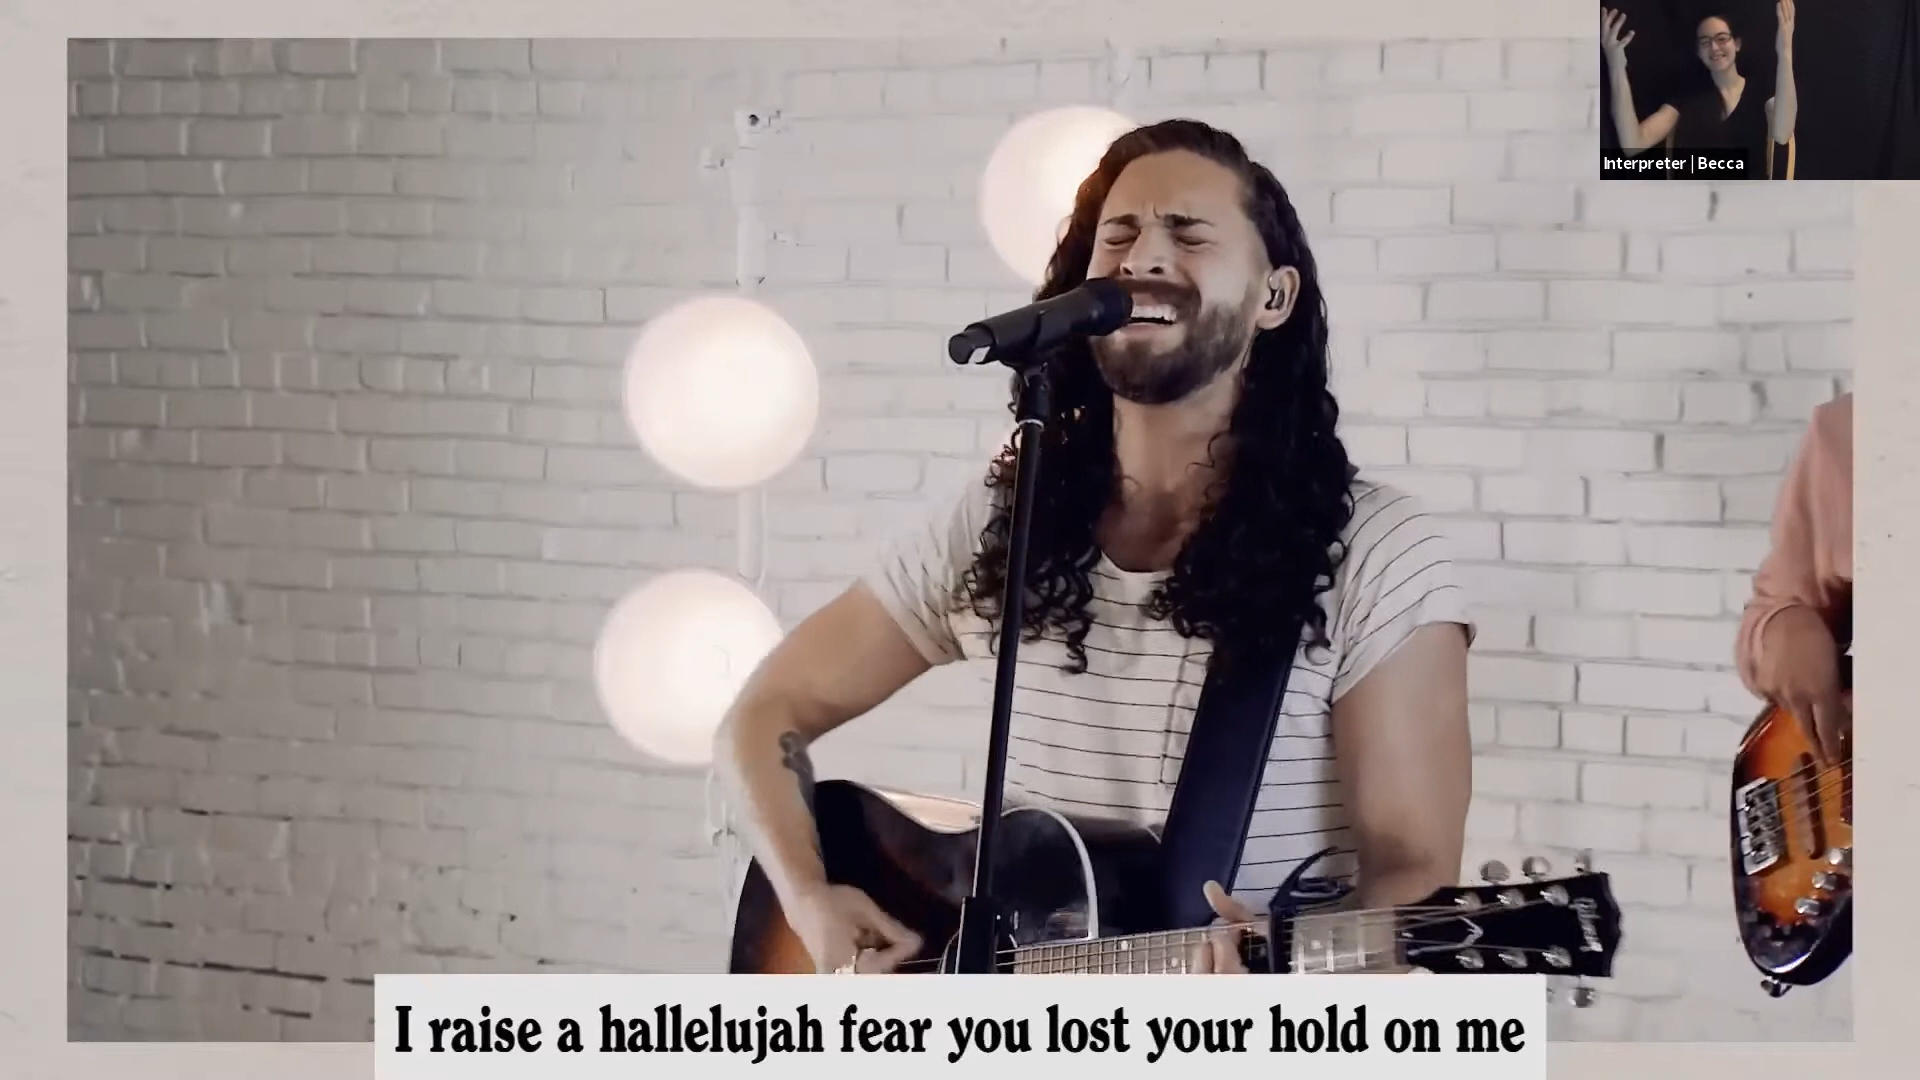 Interpreter | Becca
I raise a hallelujah fear you lost your hold on me